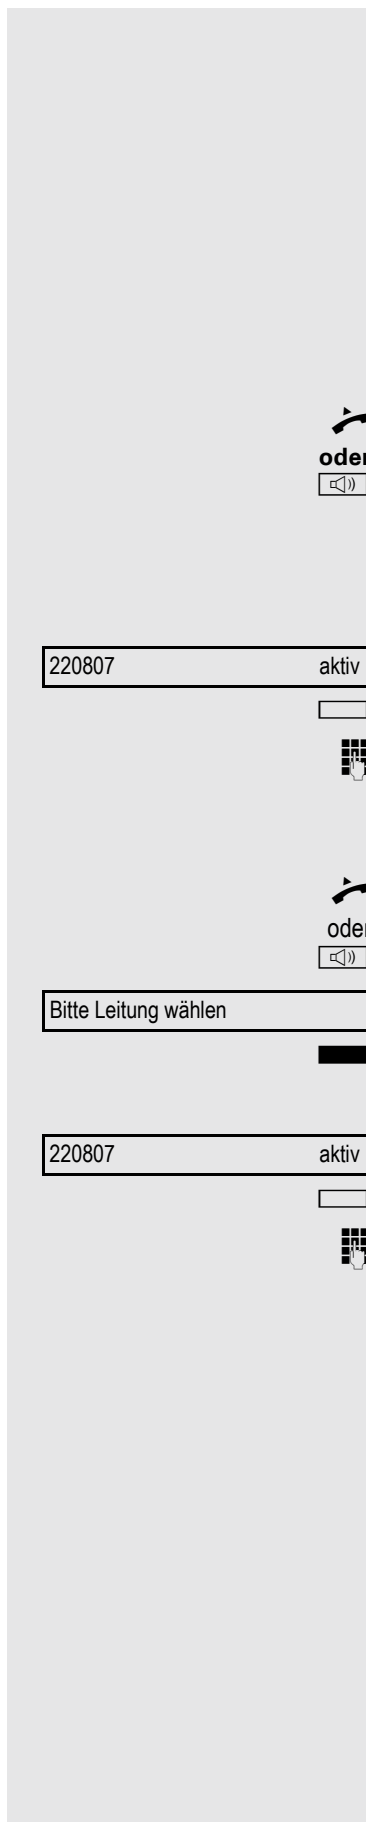 oder
220807 aktiv
oder
Bitte Leitung wählen
220807 aktiv